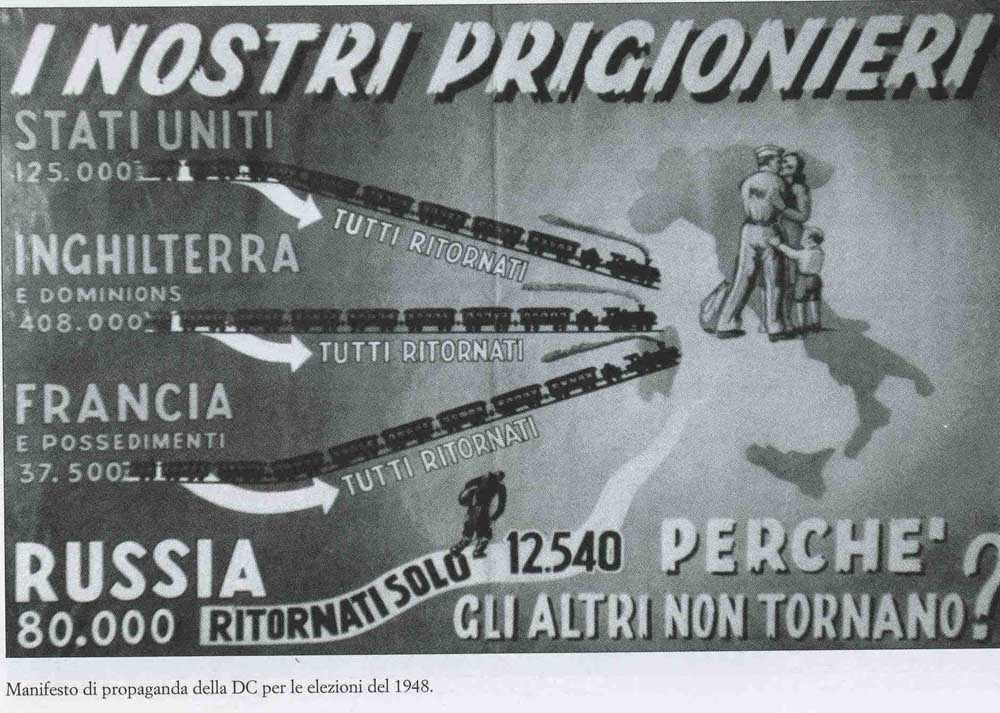 I NOSTRI PRIGIONIERI
STATI UNITI
125.000
TUTTI RITORNATI
INGHILTERRA
E DOMINIONS
408.000
TUTTI RITORNATI
FRANCIA
E POSSEDIMENTI
37.500
TUTTI RITORNATI
RUSSIA
80.000
RITORNATI SOLO 12.540
PERCHE'
GLI ALTRI NON TORNANO?
PW
Manifesto di propaganda della DC per le elezioni del 1948.